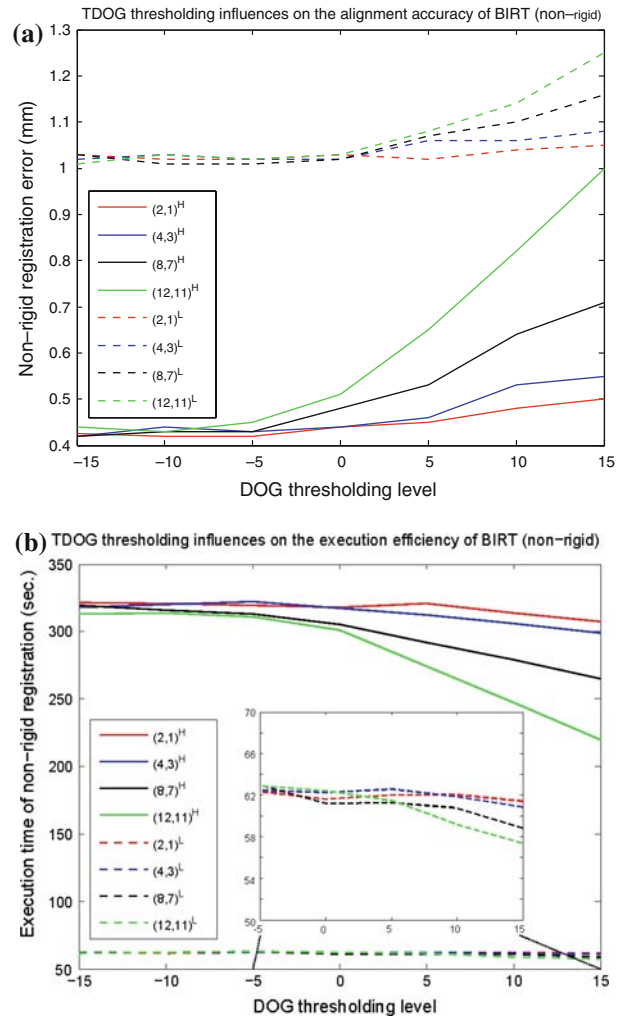 (a)
TDOG thresholding influences on the alignment accuracy of BIRT (non–rigid)
Non–rigid registration error (mm)
1.3
1.2
1.1
1
0.9
0.8
0.7
0.6
0.5
0.4
(2,1)^H
(4,3)^H
(8,7)^H
(12,11)^H
(2,1)^L
(4,3)^L
(8,7)^L
(12,11)^L
−15 −10 −5 0 5 10 15
DOG thresholding level
(b)
TDOG thresholding influences on the execution efficiency of BIRT (non-rigid)
Execution time of non-rigid registration (sec.)
350
300
250
200
150
100
50
(2,1)^H
(4,3)^H
(8,7)^H
(12,11)^H
(2,1)^L
(4,3)^L
(8,7)^L
(12,11)^L
70
66
62
58
54
50
-5 0 5 10 15
−15 −10 −5 0 5 10 15
DOG thresholding level